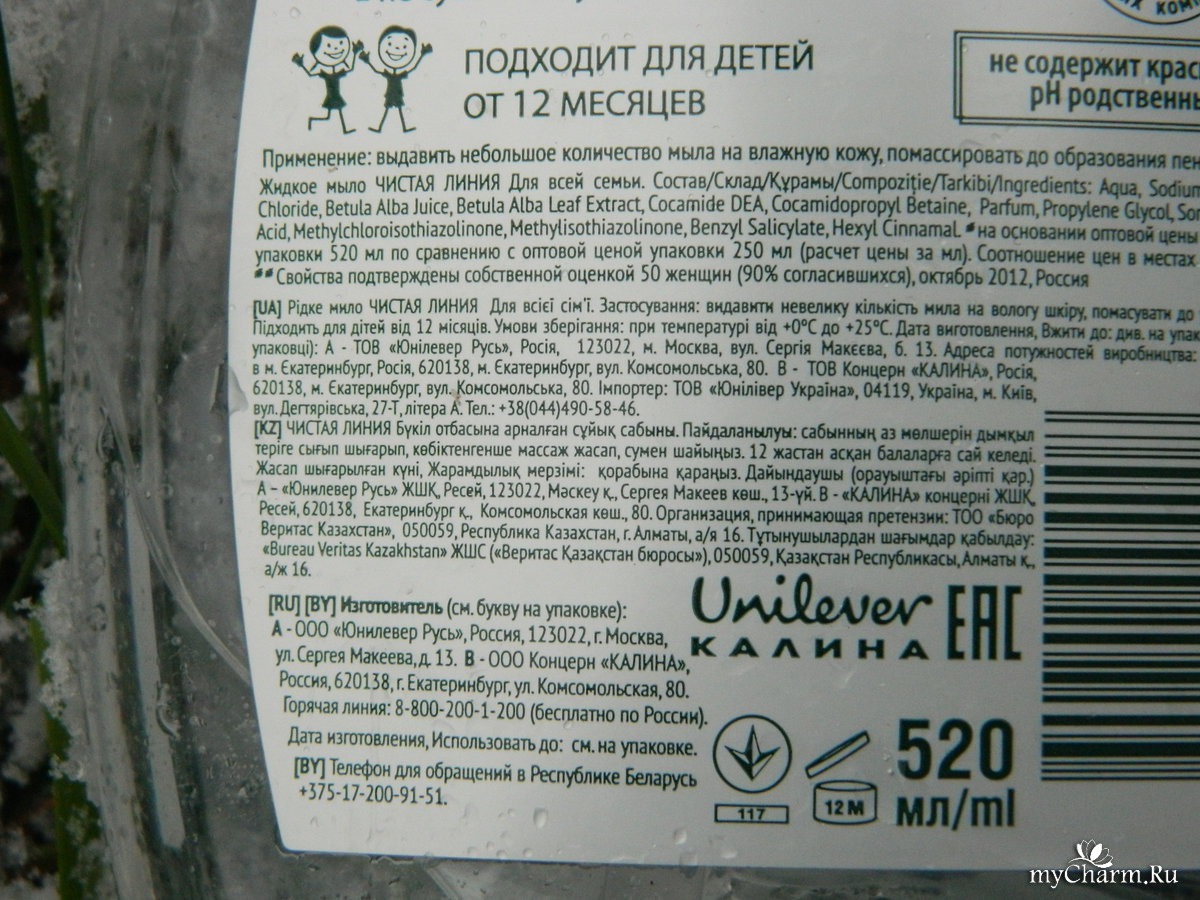 ПОДХОДИТ ДЛЯ ДЕТЕЙ
ОТ 12 МЕСЯЦЕВ
не содержит
pH
Применение: выдавить небольшое количество мыла на влажную кожу, помассировать до образования
Жидкое мыло ЧИСТАЯ ЛИНИЯ Для всей семьи. Состав/Склад/Құрамы/Compoziţie/Tarkibi/Ingredients: Aqua,
Chloride, Betula Alba Juice, Betula Alba Leaf Extract, Cocamide DEA, Cocamidopropyl Betaine, Parfum, Propylene Glycol,
Acid, Methylchloroisothiazolinone, Methylisothiazolinone, Benzyl Salicylate, Hexyl Cinnamal. * на основании оптовой цены
упаковки 520 мл по сравнению с оптовой ценой упаковки 250 мл (расчет цены за мл). Соотношение цен в местах
** Свойства подтверждены собственной оценкой 50 женщин (90% согласившихся), октябрь 2012, Россия
[UA] Рідке мило ЧИСТАЯ ЛИНИЯ Для всієї сім'ї. Застосування: видавити невелику кількість мила на вологу шкіру, помасувати до
Підходить для дітей від 12 місяців. Умови зберігання: при температурі від +0°C до +25°C. Дата виготовлення, Вжити до: див. на
упаковці): А - ТОВ «Юнілевер Русь», Росія, 123022, м. Москва, вул. Сергія Макєєва, б. 13. Адреса потужностей виробництва:
в м. Єкатеринбург, Росія, 620138, м. Єкатеринбург, вул. Комсомольська, 80. В - ТОВ Концерн «КАЛИНА», Росія,
620138, м. Єкатеринбург, вул. Комсомольська, 80. Імпортер: ТОВ «Юнілівер Україна», 04119, Україна, м. Київ,
вул. Дегтярівська, 27-Т, літера А. Тел.: +38(044)490-58-46.
[KZ] ЧИСТАЯ ЛИНИЯ Бүкіл отбасына арналған сұйық сабыны. Пайдаланылуы: сабынның аз мөлшерін дымқыл
теріге сығып шығарып, көбіктенгенше массаж жасап, сумен шайыңыз. 12 жастан асқан балаларға сай келеді.
Жасап шығарылған күні, Жарамдылық мерзімі: қорабына қараңыз. Дайындаушы (орауыштағы әріпті қар.)
А – «Юнилевер Русь» ЖШҚ, Ресей, 123022, Маскеу қ., Сергея Макеев көш., 13-үй. В - «КАЛИНА» концерні ЖШҚ,
Ресей, 620138, Екатеринбург қ., Комсомольская көш., 80. Организация, принимающая претензии: ТОО «Бюро
Веритас Казахстан», 050059, Республика Казахстан, г. Алматы, а/я 16. Тұтынушылардан шағымдар қабылдау:
«Bureau Veritas Kazakhstan» ЖШС («Веритас Қазақстан бюросы»), 050059, Қазақстан Республикасы, Алматы қ.,
а/ж 16.
[RU] [BY] Изготовитель (см. букву на упаковке):
А - ООО «Юнилевер Русь», Россия, 123022, г. Москва,
ул. Сергея Макеева, д. 13. В - ООО Концерн «КАЛИНА»,
Россия, 620138, г. Екатеринбург, ул. Комсомольская, 80.
Горячая линия: 8-800-200-1-200 (бесплатно по России).
Дата изготовления, Использовать до: см. на упаковке.
[BY] Телефон для обращений в Республике Беларусь
+375-17-200-91-51.
Unilever
КАЛИНА
EAC
117
12 M
520
мл/ml
myCharm.Ru